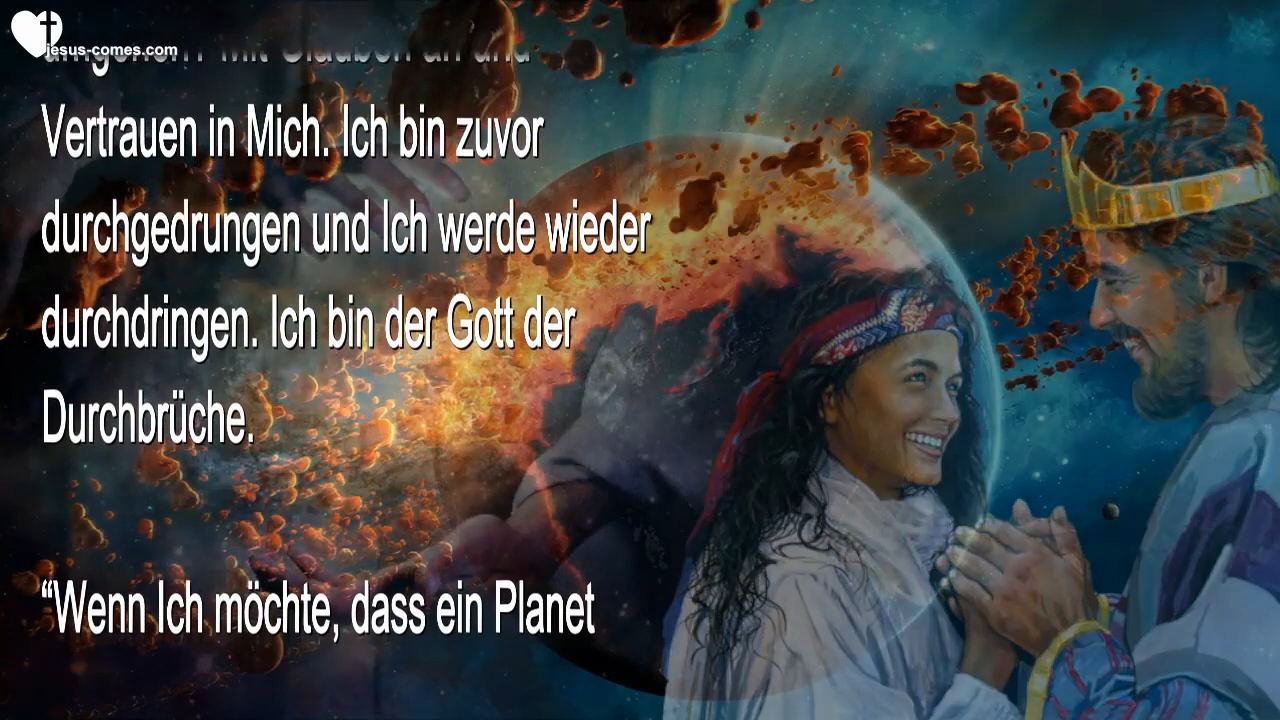 jesus-comes.com
Vertrauen in Mich. Ich bin zuvor
durchgedrungen und Ich werde wieder
durchdringen. Ich bin der Gott der
Durchbrüche.
“Wenn Ich möchte, dass ein Planet